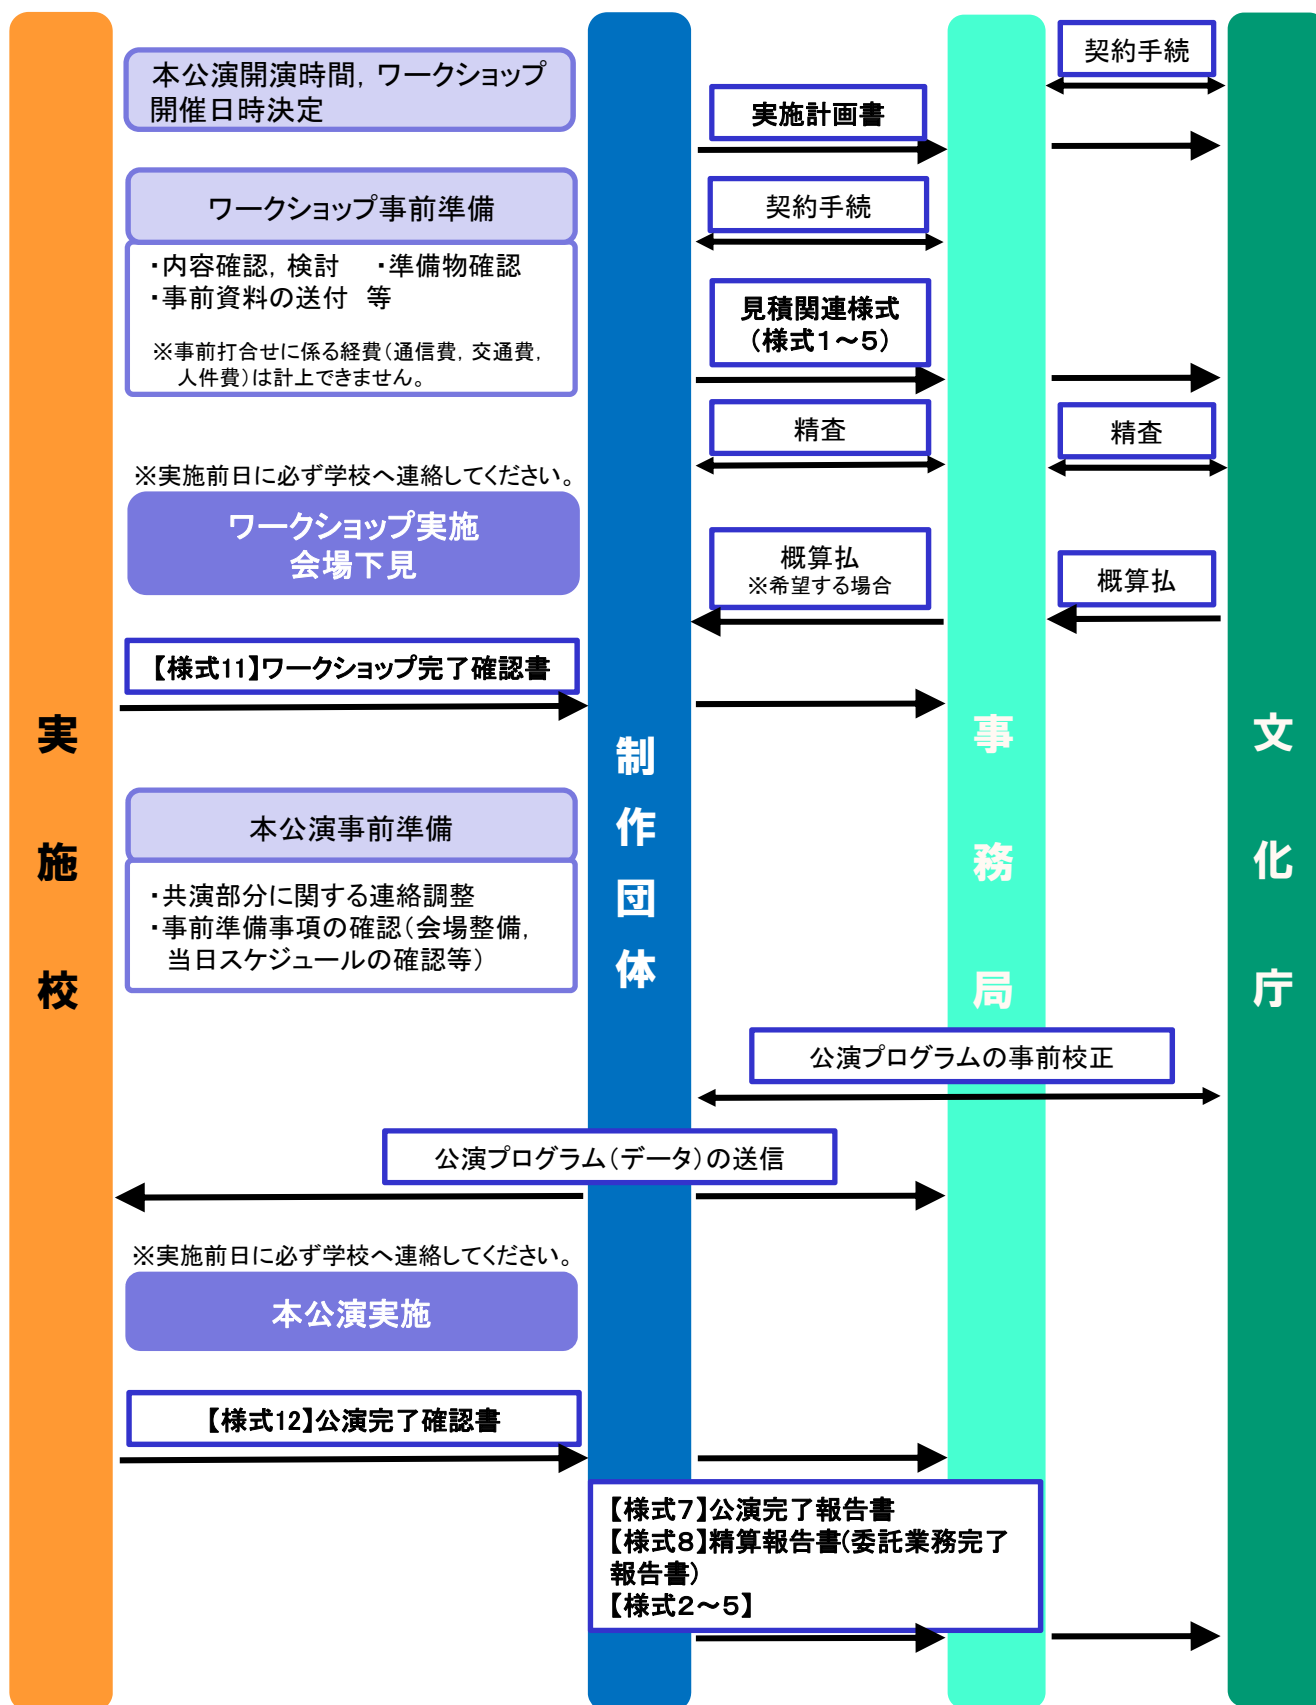 契約手続
本公演開演時間，ワークショップ
開催日時決定
実施計画書
ワークショップ事前準備
契約手続
・内容確認，検討　・準備物確認
・事前資料の送付　等
※事前打合せに係る経費（通信費，交通費，
人件費）は計上できません。
見積関連様式
（様式１～５）
精査
精査
※実施前日に必ず学校へ連絡してください。
ワークショップ実施
会場下見
概算払
※希望する場合
概算払
【様式11】ワークショップ完了確認書
実施校
制作団体
事務局
文化庁
本公演事前準備
・共演部分に関する連絡調整
・事前準備事項の確認（会場整備，
当日スケジュールの確認等）
公演プログラムの事前校正
公演プログラム（データ）の送信
※実施前日に必ず学校へ連絡してください。
本公演実施
【様式12】公演完了確認書
【様式７】公演完了報告書
【様式８】精算報告書(委託業務完了
報告書)
【様式２～５】